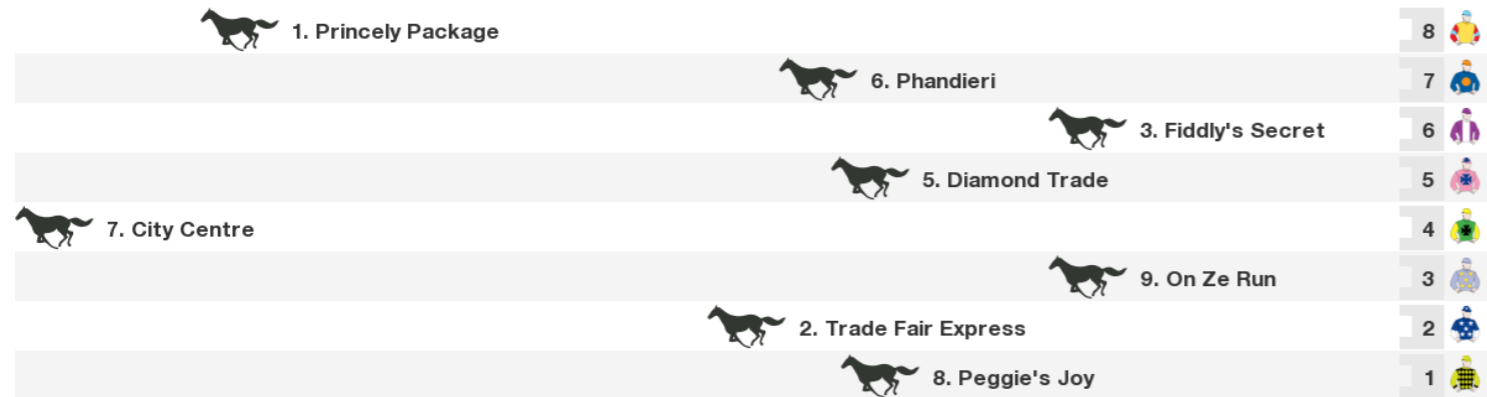 1. Princely Package 8
6. Phandieri 7
3. Fiddly's Secret 6
5. Diamond Trade 5
7. City Centre 4
9. On Ze Run 3
2. Trade Fair Express 2
8. Peggie's Joy 1